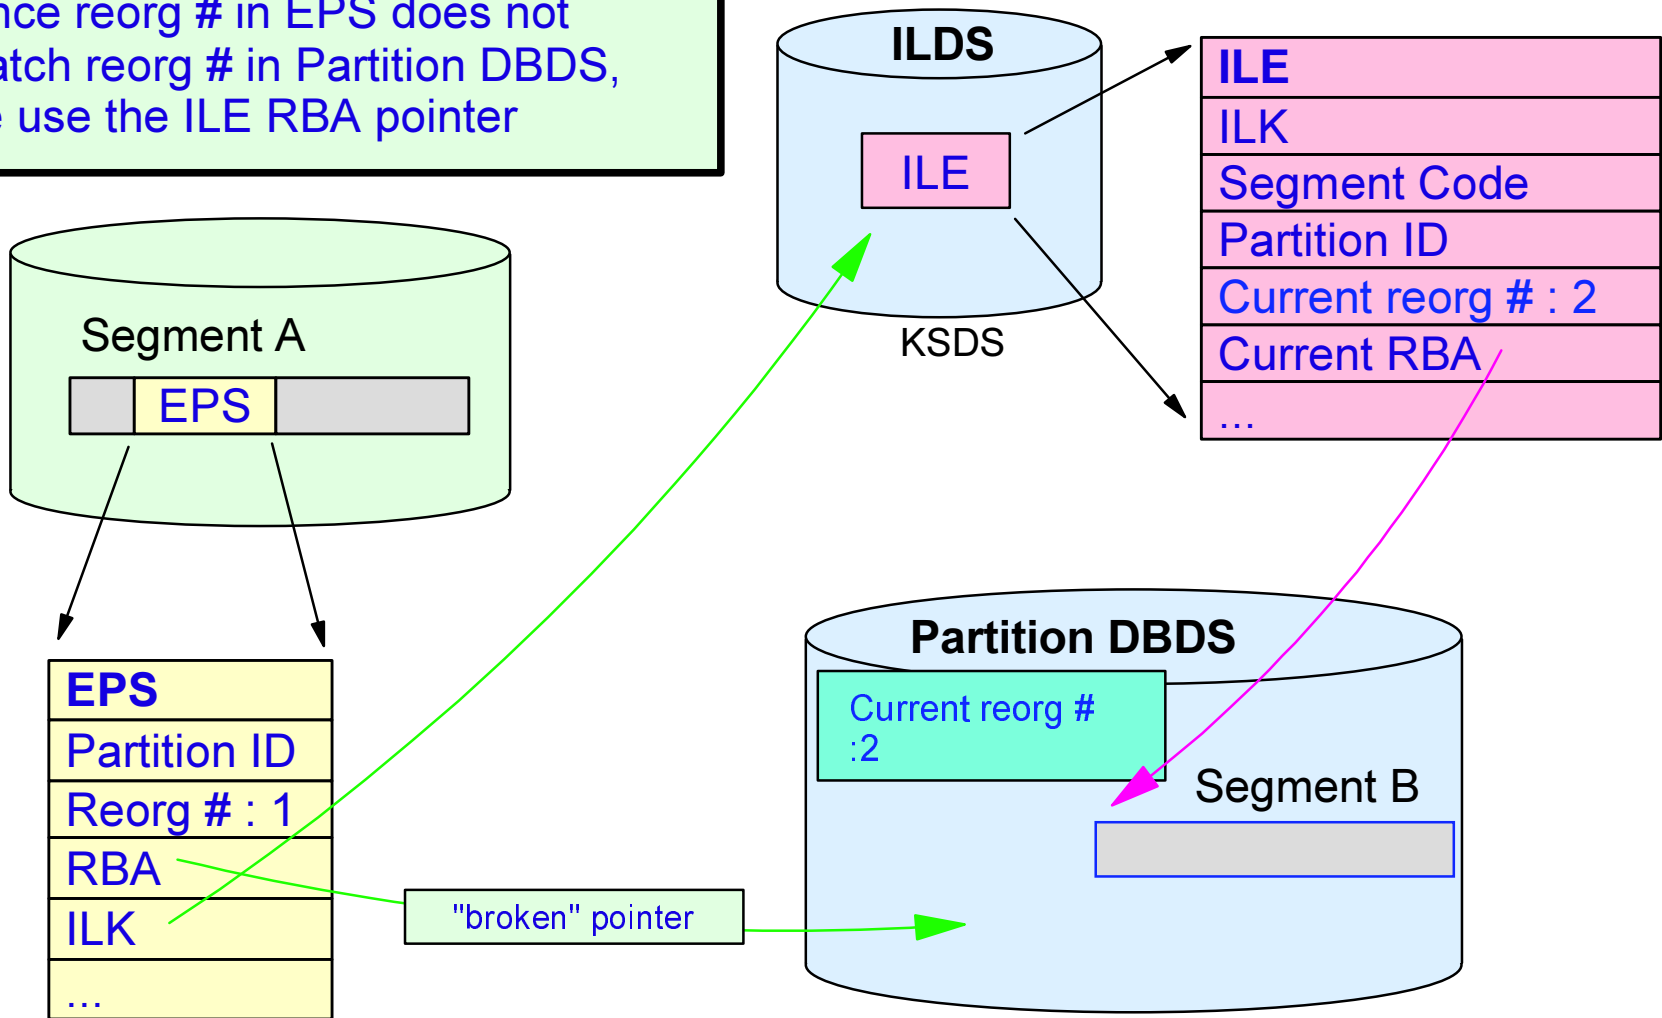 reorg # in EPS does not
reorg # in Partition DBDS,
use the ILE RBA pointer
ILDS
ILE
KSDS
ILE
ILK
Segment Code
Partition ID
Current reorg # : 2
Current RBA
...
Segment A
EPS
EPS
Partition ID
Reorg # : 1
RBA
ILK
...
"broken" pointer
Partition DBDS
Current reorg #
:2
Segment B